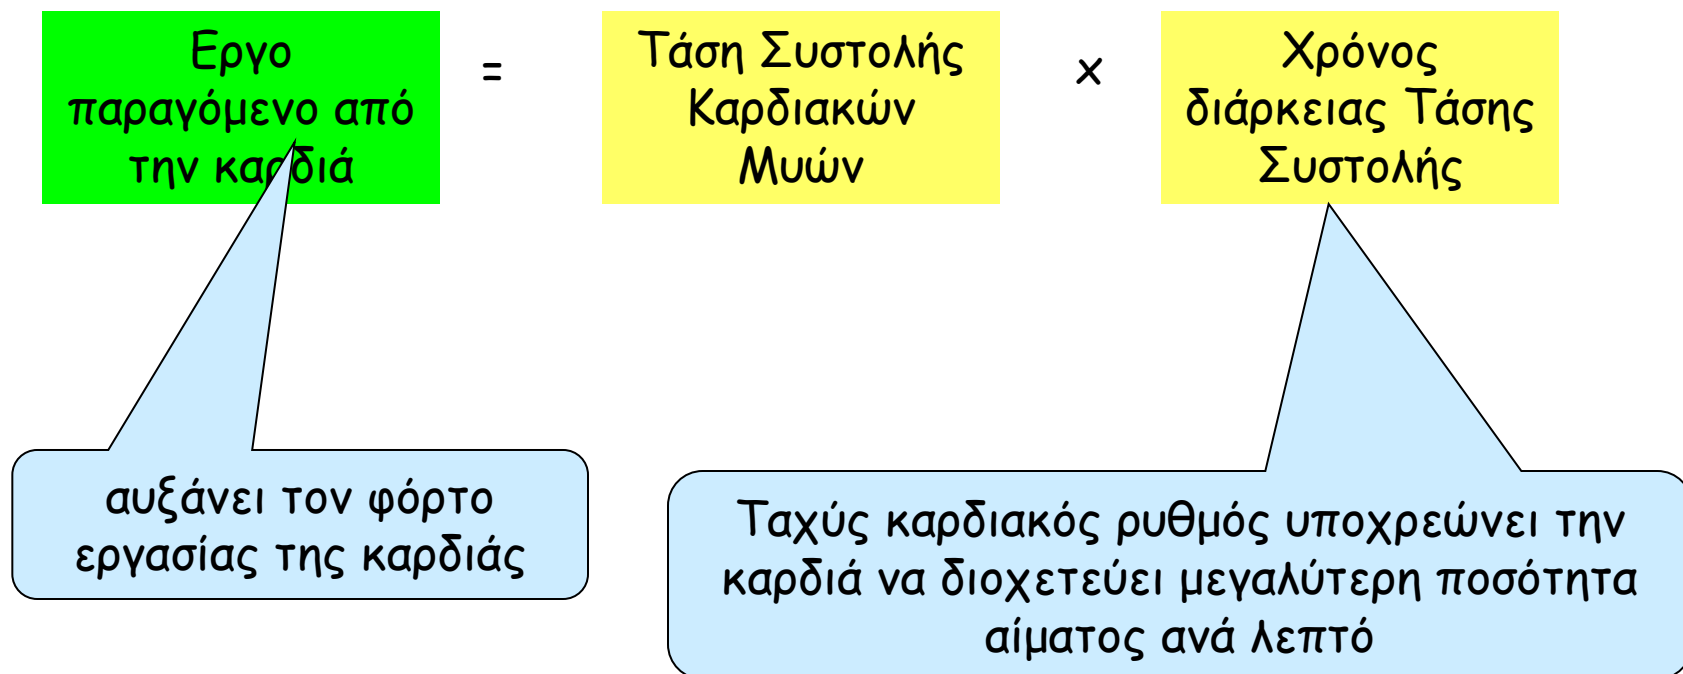 Εργο
παραγόμενο από
την καρδιά
=
Τάση Συστολής
Καρδιακών
Μυών
x
Χρόνος
διάρκειας Τάσης
Συστολής
αυξάνει τον φόρτο
εργασίας της καρδιάς
Ταχύς καρδιακός ρυθμός υποχρεώνει την
καρδιά να διοχετεύει μεγαλύτερη ποσότητα
αίματος ανά λεπτό